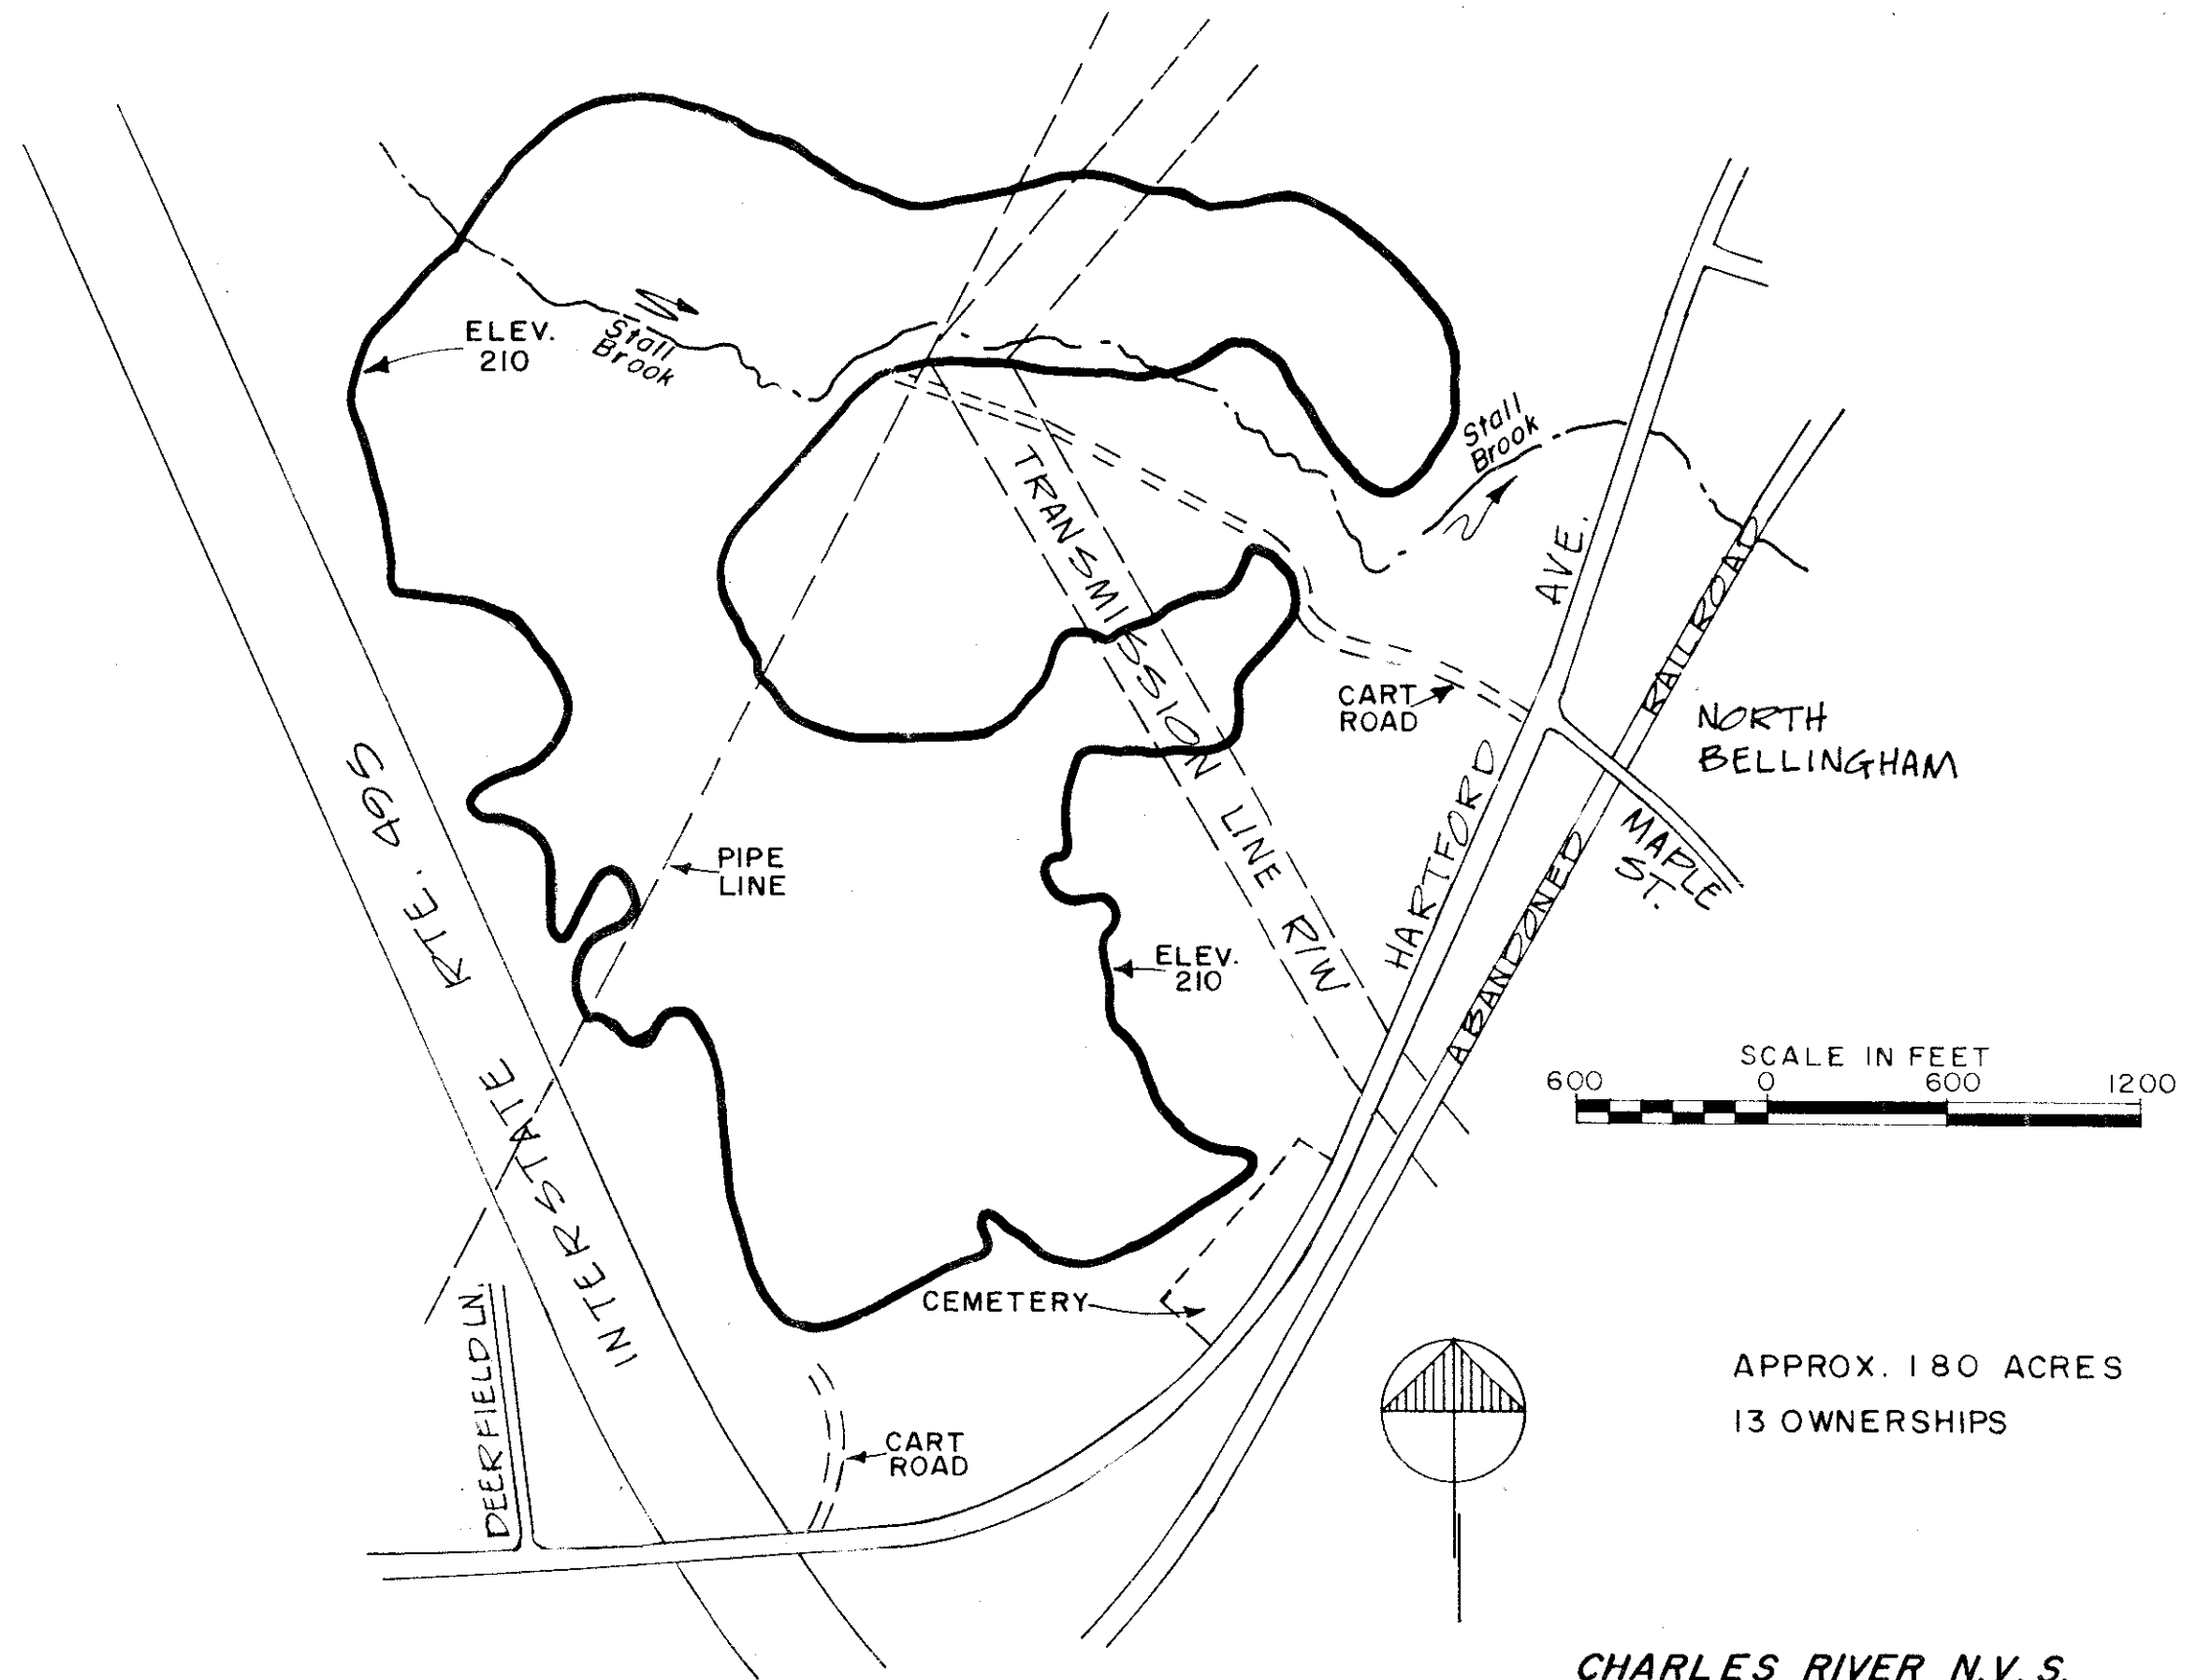 ELEV.
210
Stall
Brook
Stall
Brook
TRANSMISSION LINE R/W
HARTFORD AVE.
ABANDONED RAILROAD
CART
ROAD
NORTH
BELLINGHAM
MAPLE
ST.
INTERSTATE RTE. 495
PIPE
LINE
ELEV.
210
SCALE IN FEET
600 0 600 1200
CEMETERY
DEERFIELD LN.
CART
ROAD
APPROX. 180 ACRES
13 OWNERSHIPS
CHARLES RIVER N.V.S.